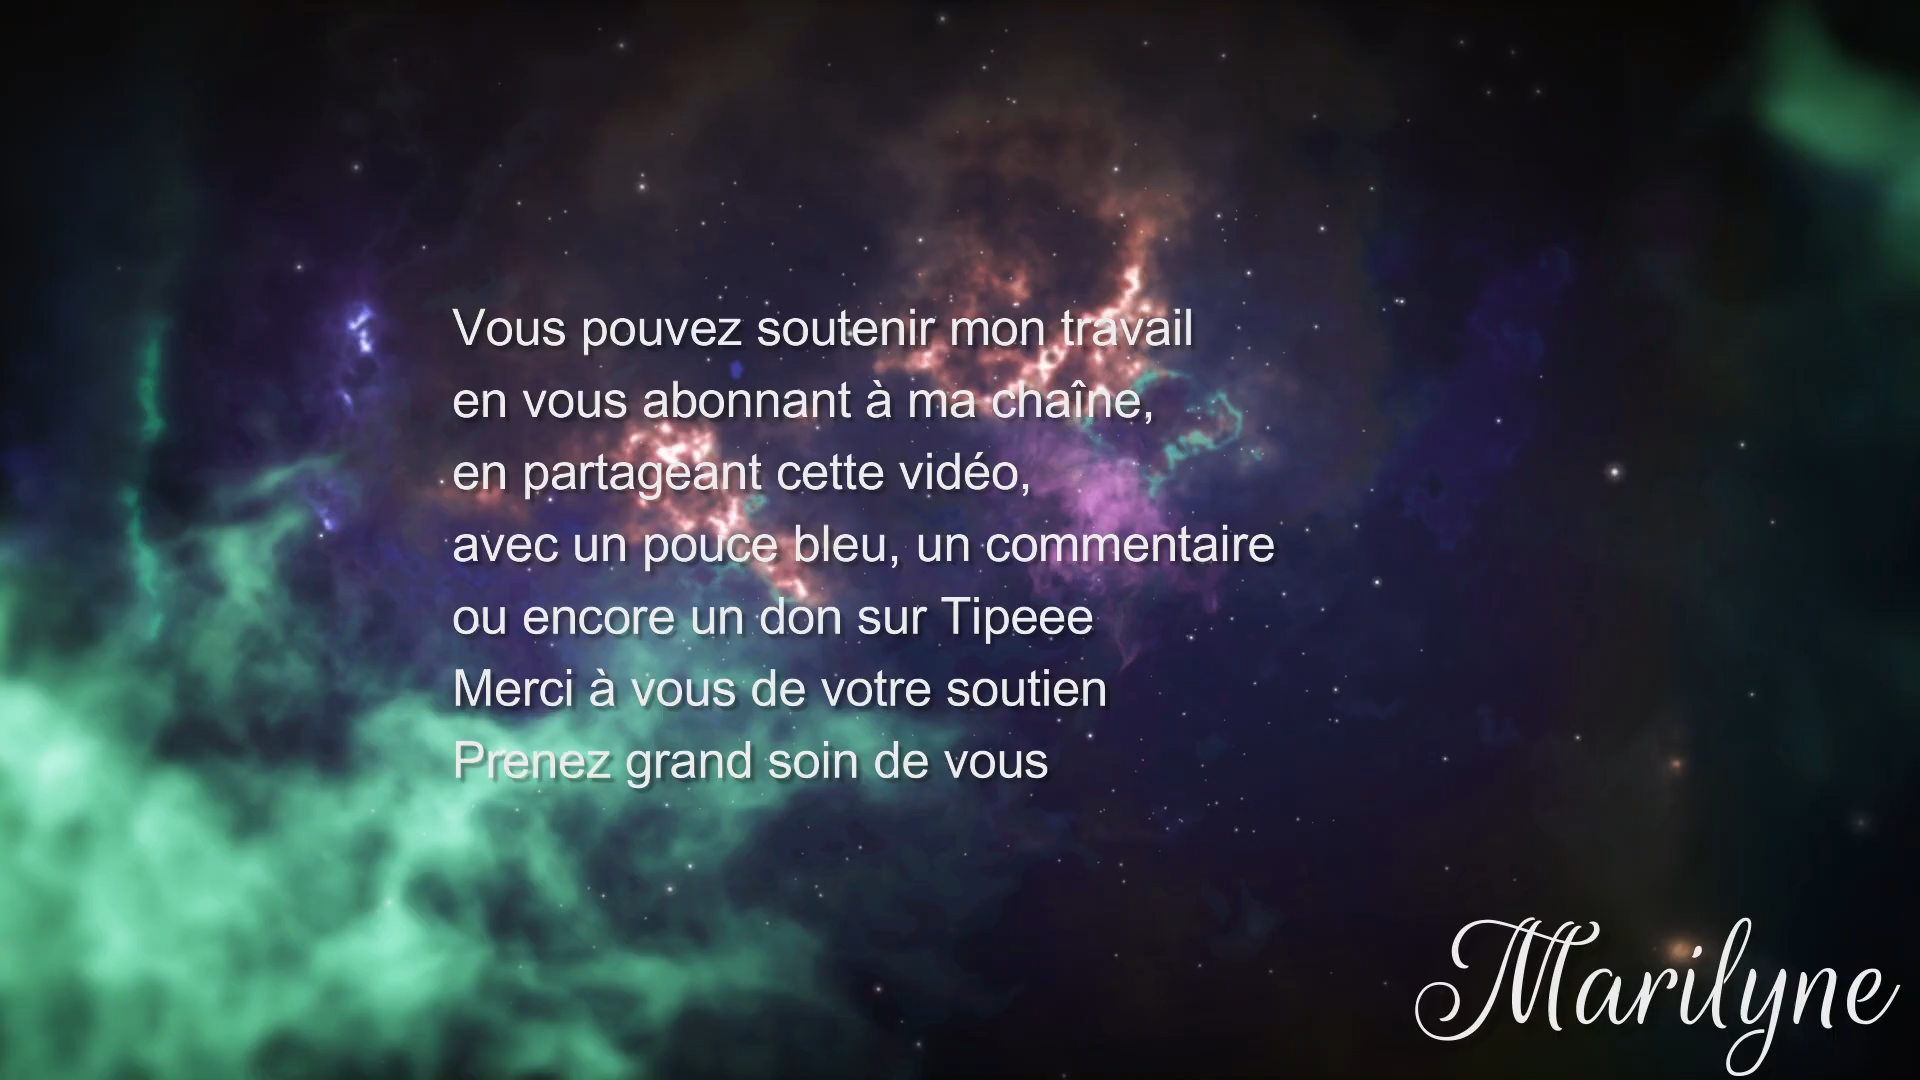 Vous pouvez soutenir mon travail
en vous abonnant à ma chaîne,
en partageant cette vidéo,
avec un pouce bleu, un commentaire
ou encore un don sur Tipeee
Merci à vous de votre soutien
Prenez grand soin de vous
Marilyne